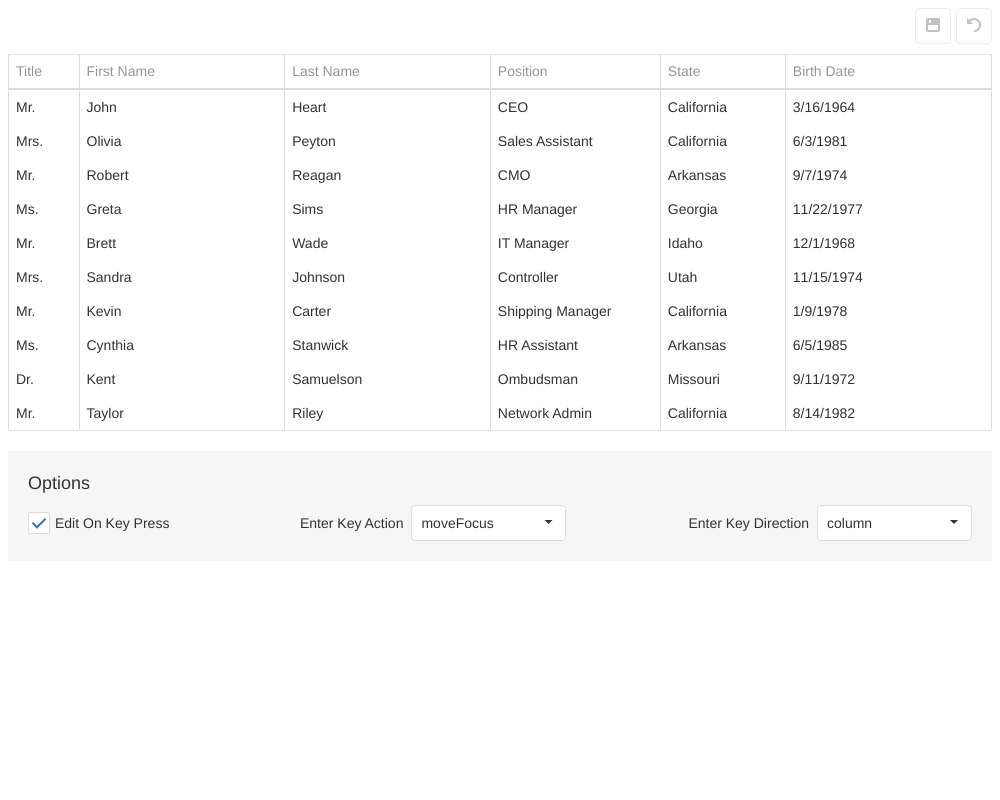 Title First Name Last Name Position State Birth Date
Mr. John Heart CEO California 3/16/1964
Mrs. Olivia Peyton Sales Assistant California 6/3/1981
Mr. Robert Reagan CMO Arkansas 9/7/1974
Ms. Greta Sims HR Manager Georgia 11/22/1977
Mr. Brett Wade IT Manager Idaho 12/1/1968
Mrs. Sandra Johnson Controller Utah 11/15/1974
Mr. Kevin Carter Shipping Manager California 1/9/1978
Ms. Cynthia Stanwick HR Assistant Arkansas 6/5/1985
Dr. Kent Samuelson Ombudsman Missouri 9/11/1972
Mr. Taylor Riley Network Admin California 8/14/1982
Options
Edit On Key Press Enter Key Action moveFocus Enter Key Direction column